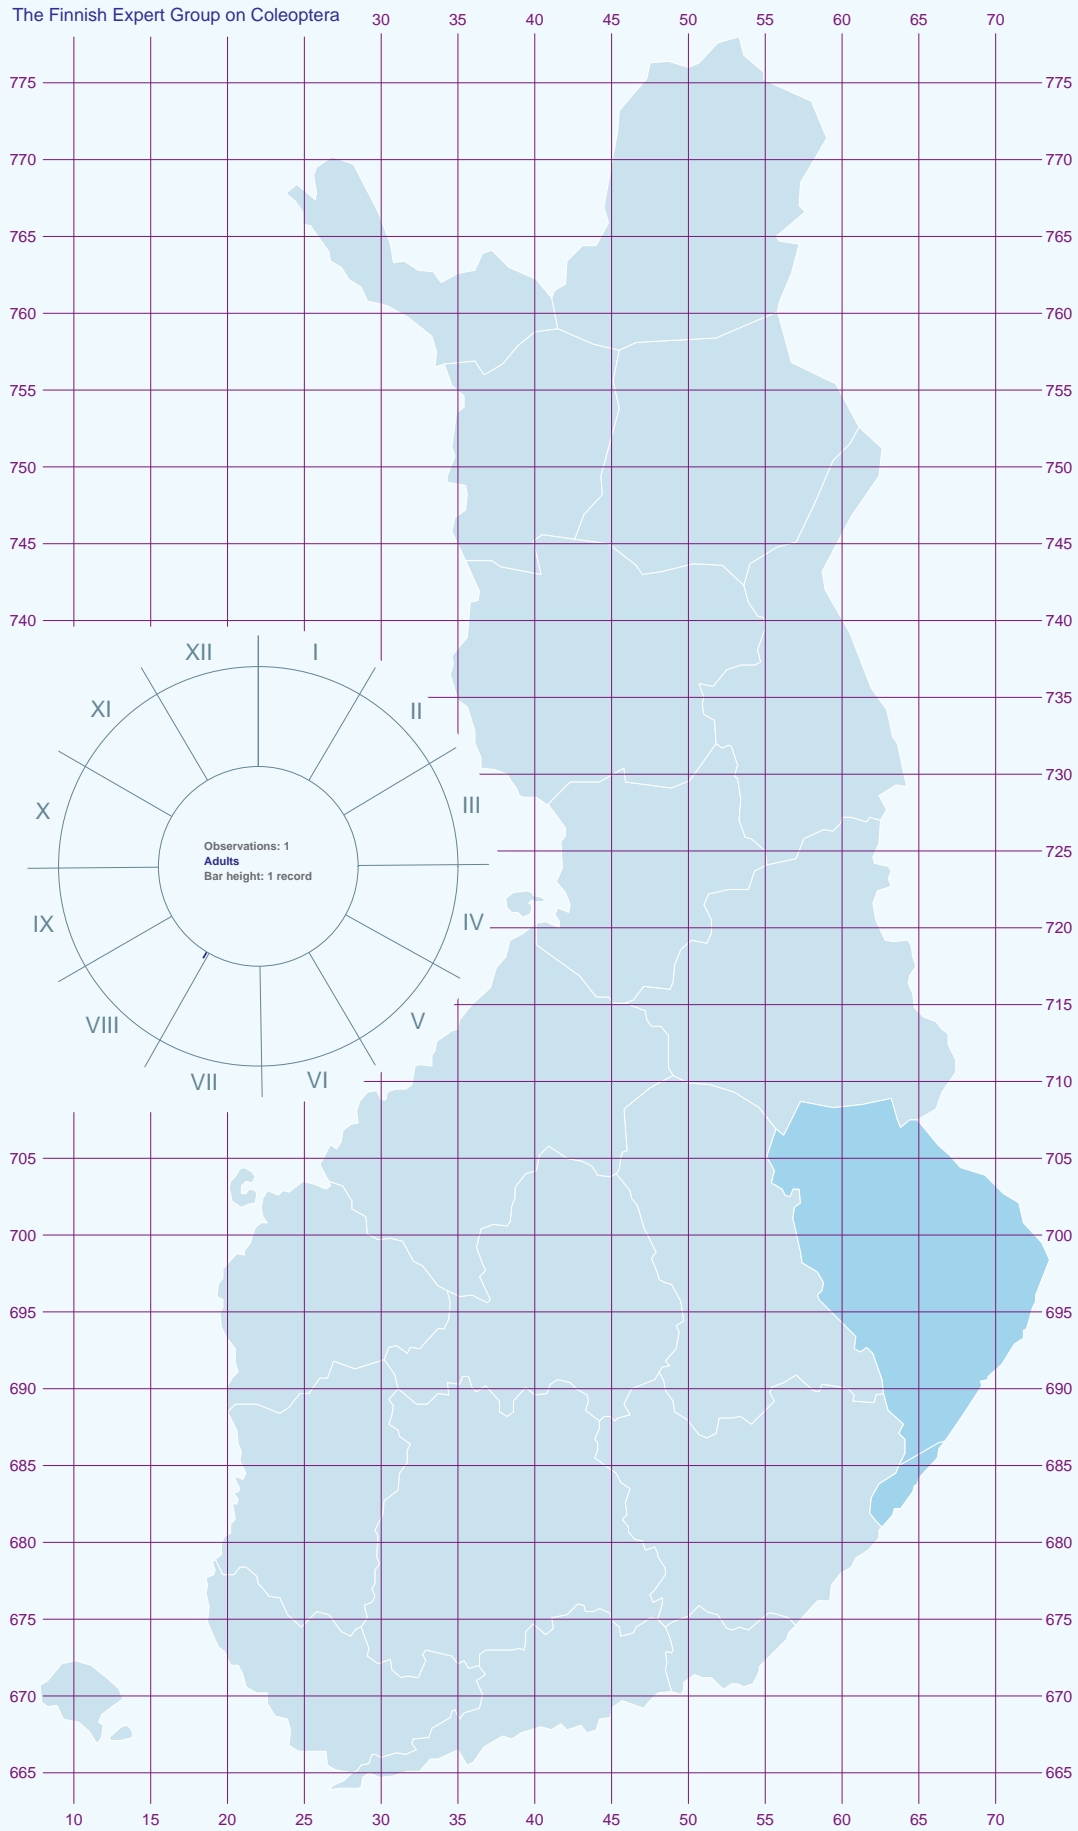 The Finnish Expert Group on Coleoptera 30 35 40 45 50 55 60 65 70
775 775
770 770
765 765
760 760
755 755
750 750
745 745
740 740
XII I
XI II
735
730
X III
Observations: 1
Adults
Bar height: 1 record
725
IX IV
720
715
VIII V
VII VI
710
705 705
700 700
695 695
690 690
685 685
680 680
675 675
670 670
665 665
10 15 20 25 30 35 40 45 50 55 60 65 70